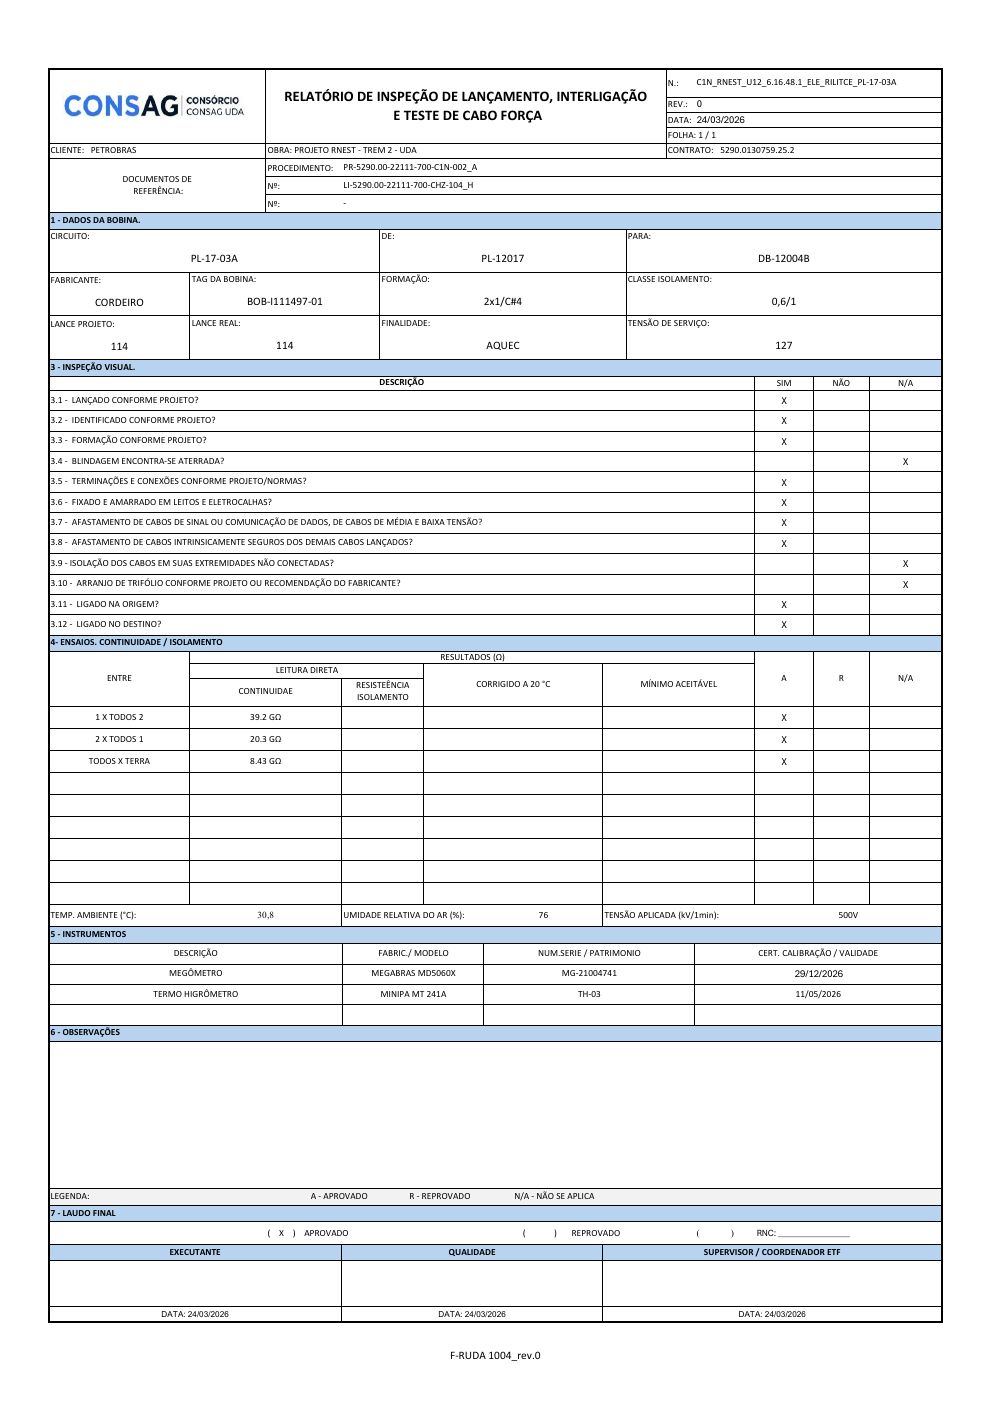 CONSAG CONSÓRCIO CONSAG UDA
RELATÓRIO DE INSPEÇÃO DE LANÇAMENTO, INTERLIGAÇÃO
E TESTE DE CABO FORÇA
N.: C1N_RNEST_U12_6.16.48.1_ELE_RILITCE_PL-17-03A
REV.: 0
DATA: 24/03/2026
FOLHA: 1 / 1
CLIENTE: PETROBRAS OBRA: PROJETO RNEST - TREM 2 - UDA CONTRATO: 5290.0130759.25.2
DOCUMENTOS DE
REFERÊNCIA:
PROCEDIMENTO: PR-5290.00-22111-700-C1N-002_A
Nº: LI-5290.00-22111-700-CHZ-104_H
Nº: -
1 - DADOS DA BOBINA.
CIRCUITO: DE: PARA:
PL-17-03A PL-12017 DB-12004B
FABRICANTE: TAG DA BOBINA: FORMAÇÃO: CLASSE ISOLAMENTO:
CORDEIRO BOB-I111497-01 2x1/C#4 0,6/1
LANCE PROJETO: LANCE REAL: FINALIDADE: TENSÃO DE SERVIÇO:
114 114 AQUEC 127
3 - INSPEÇÃO VISUAL.
DESCRIÇÃO SIM NÃO N/A
3.1 - LANÇADO CONFORME PROJETO? X
3.2 - IDENTIFICADO CONFORME PROJETO? X
3.3 - FORMAÇÃO CONFORME PROJETO? X
3.4 - BLINDAGEM ENCONTRA-SE ATERRADA? X
3.5 - TERMINAÇÕES E CONEXÕES CONFORME PROJETO/NORMAS? X
3.6 - FIXADO E AMARRADO EM LEITOS E ELETROCALHAS? X
3.7 - AFASTAMENTO DE CABOS DE SINAL OU COMUNICAÇÃO DE DADOS, DE CABOS DE MÉDIA E BAIXA TENSÃO? X
3.8 - AFASTAMENTO DE CABOS INTRINSICAMENTE SEGUROS DOS DEMAIS CABOS LANÇADOS? X
3.9 - ISOLAÇÃO DOS CABOS EM SUAS EXTREMIDADES NÃO CONECTADAS? X
3.10 - ARRANJO DE TRIFÓLIO CONFORME PROJETO OU RECOMENDAÇÃO DO FABRICANTE? X
3.11 - LIGADO NA ORIGEM? X
3.12 - LIGADO NO DESTINO? X
4- ENSAIOS. CONTINUIDADE / ISOLAMENTO
ENTRE RESULTADOS (Ω) A R N/A
LEITURA DIRETA CORRIGIDO A 20 °C MÍNIMO ACEITÁVEL
CONTINUIDAE RESISTEÊNCIA
ISOLAMENTO
1 X TODOS 2 39.2 GΩ X
2 X TODOS 1 20.3 GΩ X
TODOS X TERRA 8.43 GΩ X
TEMP. AMBIENTE (°C): 30,8 UMIDADE RELATIVA DO AR (%): 76 TENSÃO APLICADA (kV/1min): 500V
5 - INSTRUMENTOS
DESCRIÇÃO FABRIC./ MODELO NUM.SERIE / PATRIMONIO CERT. CALIBRAÇÃO / VALIDADE
MEGÔMETRO MEGABRAS MD5060X MG-21004741 29/12/2026
TERMO HIGRÔMETRO MINIPA MT 241A TH-03 11/05/2026
6 - OBSERVAÇÕES
LEGENDA: A - APROVADO R - REPROVADO N/A - NÃO SE APLICA
7 - LAUDO FINAL
( X ) APROVADO ( ) REPROVADO ( ) RNC: ________________
EXECUTANTE QUALIDADE SUPERVISOR / COORDENADOR ETF
DATA: 24/03/2026 DATA: 24/03/2026 DATA: 24/03/2026
F-RUDA 1004_rev.0